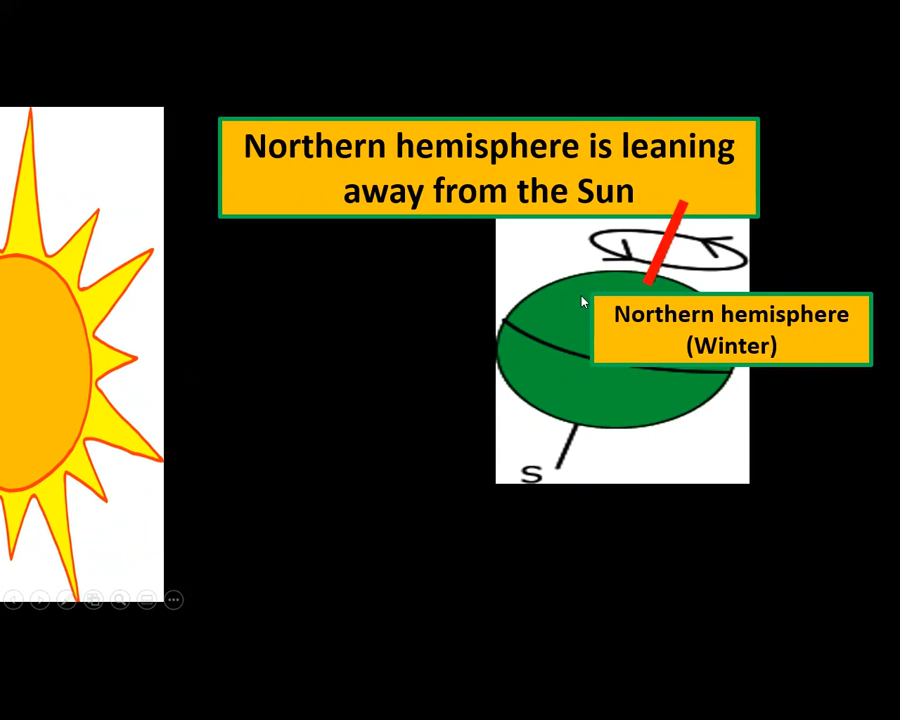 Northern hemisphere is leaning
away from the Sun
Northern hemisphere
(Winter)
S